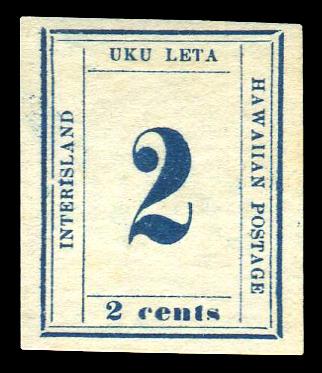 UKU LETA
INTERISLAND
2
HAWAIIAN POSTAGE
2 cents